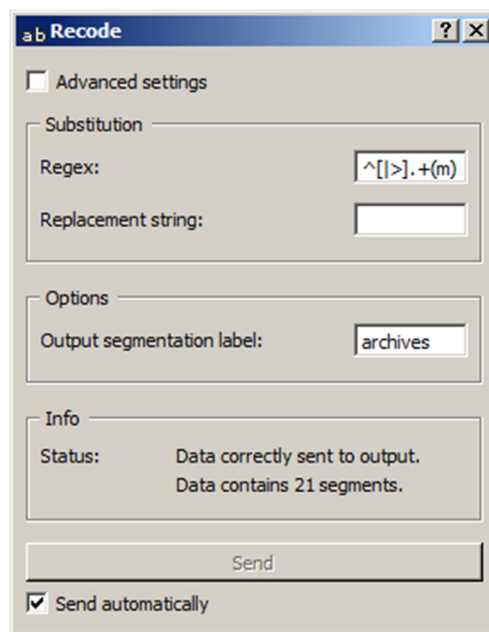 ab Recode
Advanced settings
Substitution
Regex: ^[|>].+(m)
Replacement string:
Options
Output segmentation label: archives
Info
Status: Data correctly sent to output.
Data contains 21 segments.
Send
Send automatically